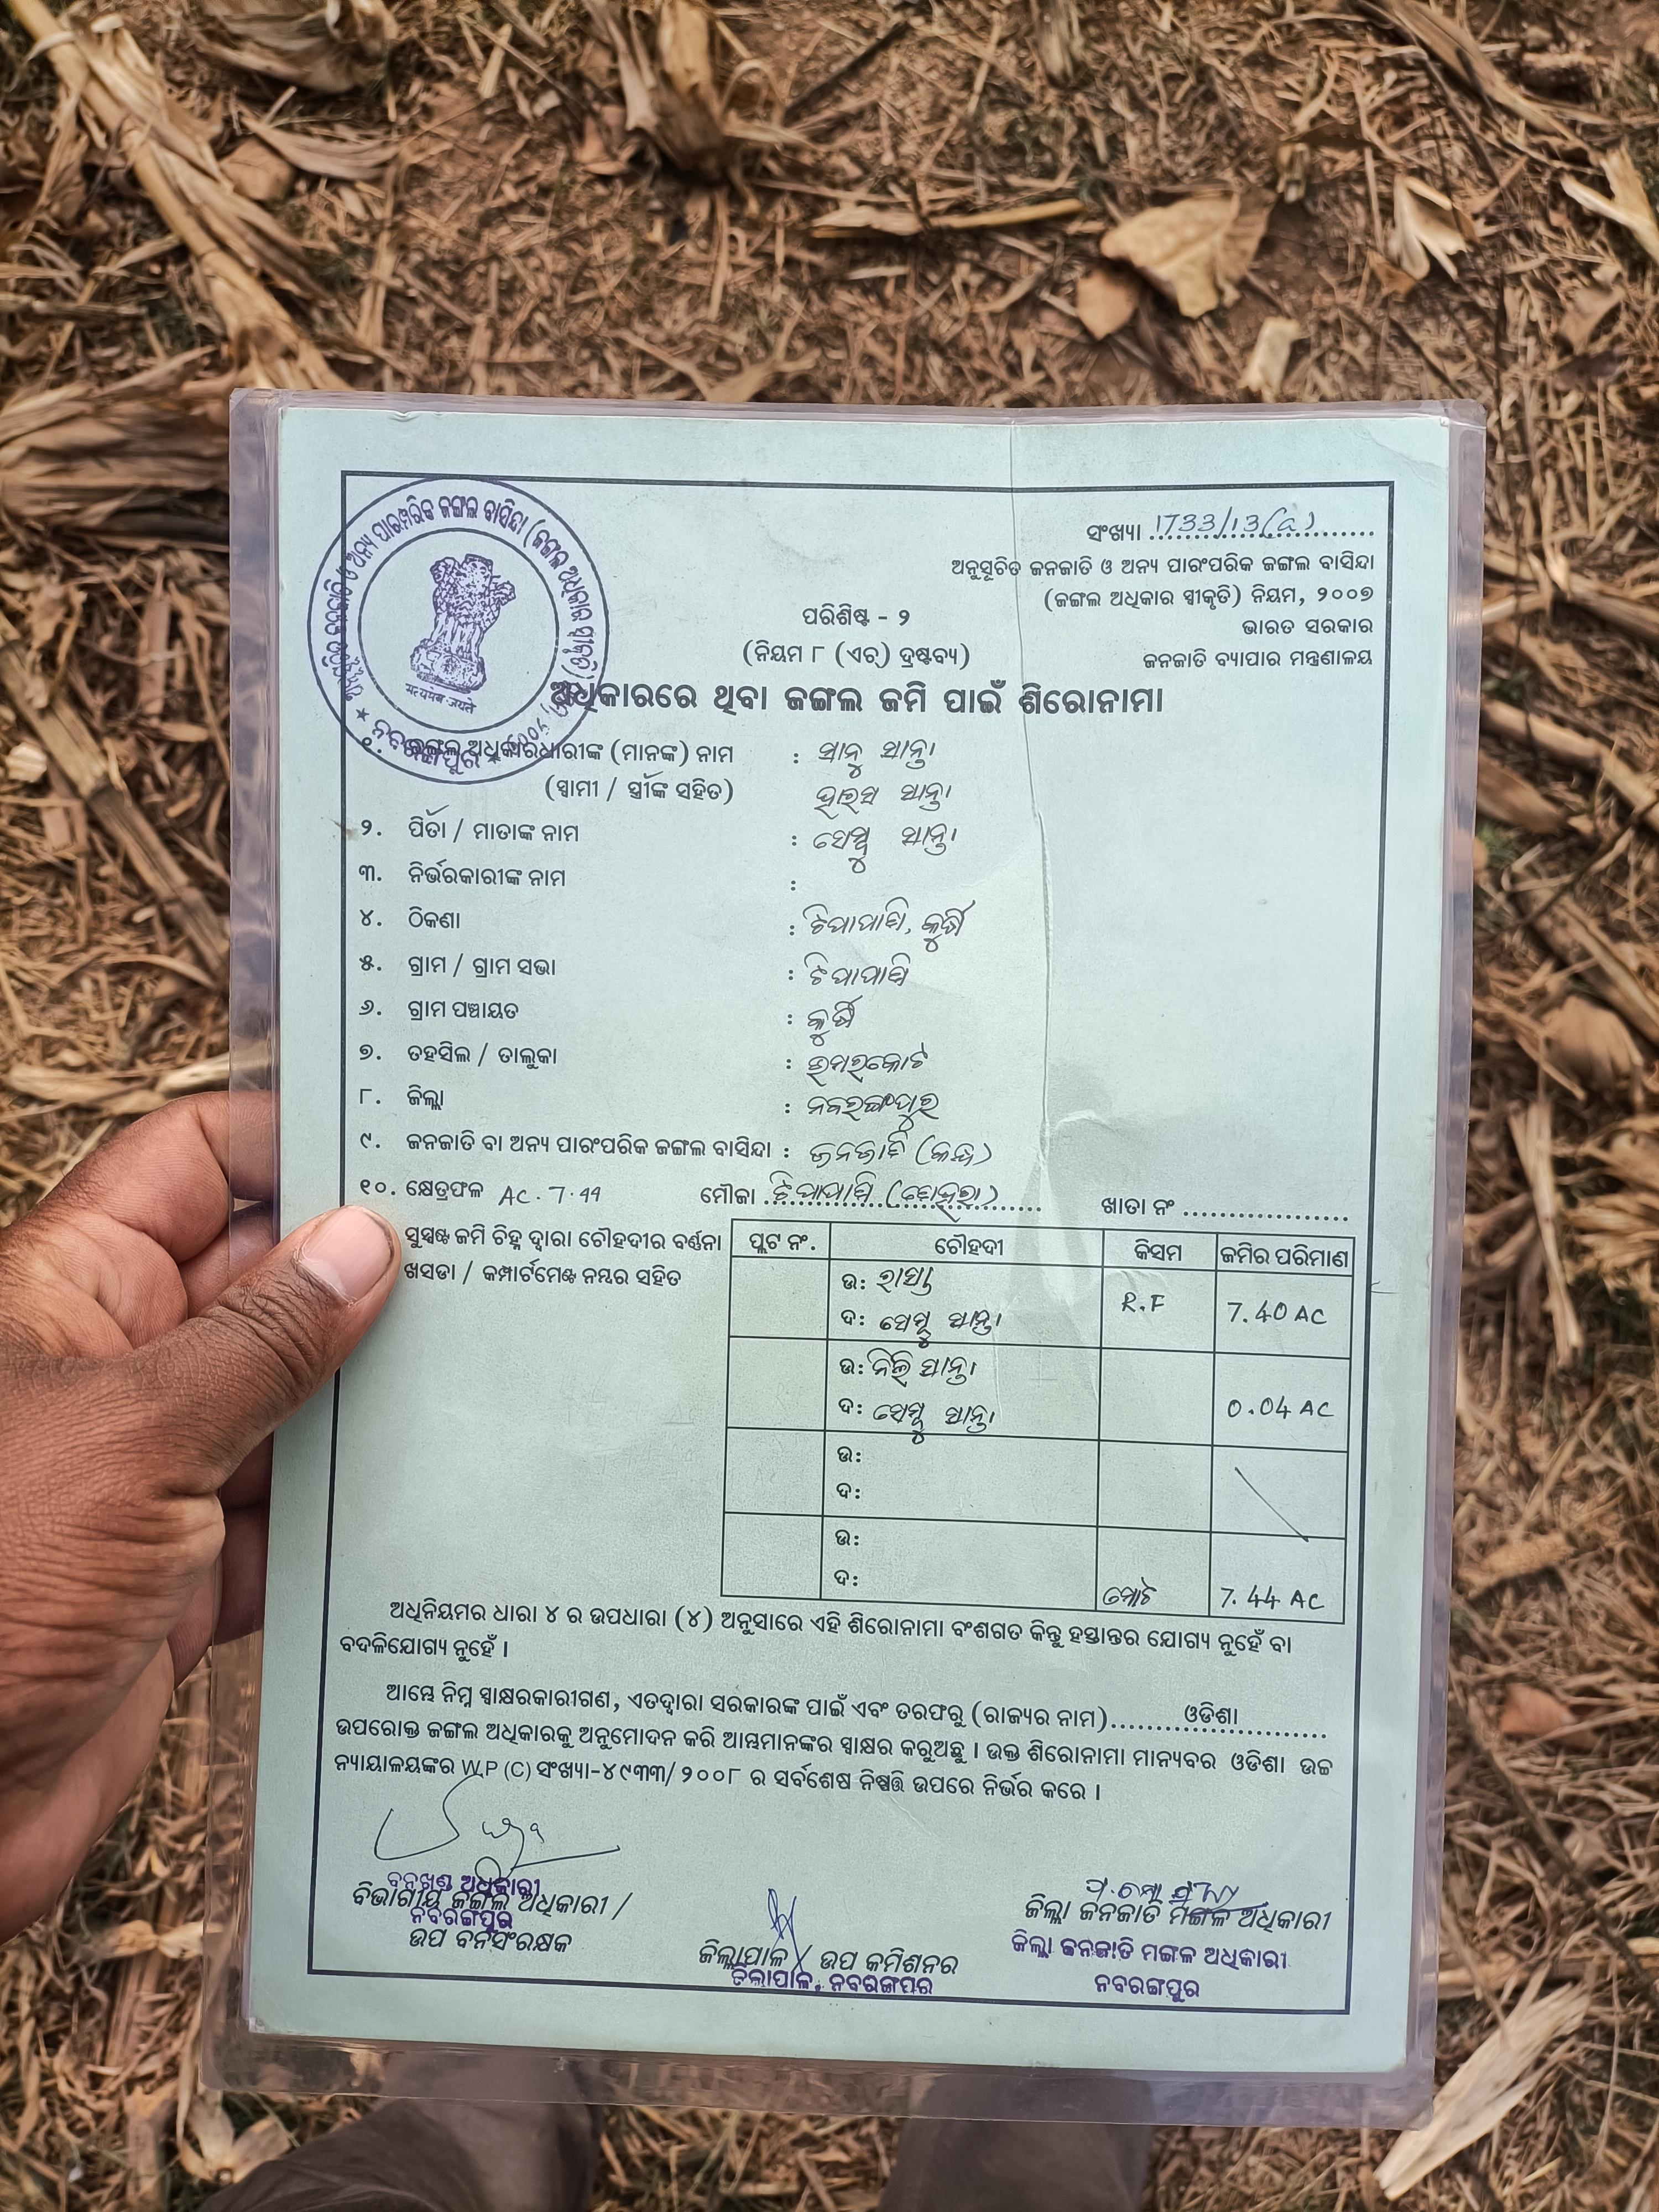 ସଂଖ୍ୟା 1733/13(a)
ଅନୁସୂଚିତ ଜନଜାତି ଓ ଅନ୍ୟ ପାରଂପରିକ ଜଙ୍ଗଲ ବାସିନ୍ଦା
(ଜଙ୍ଗଲ ଅଧିକାର ସ୍ୱୀକୃତି) ନିୟମ, ୨୦୦୭
ଭାରତ ସରକାର
ଜନଜାତି ବ୍ୟାପାର ମନ୍ତ୍ରଣାଳୟ
ପରିଶିଷ୍ଟ - ୨
(ନିୟମ ୮ (ଏଚ୍) ଦ୍ରଷ୍ଟବ୍ୟ)
सत्यमेव जयते
ଅଧିକାରରେ ଥିବା ଜଙ୍ଗଲ ଜମି ପାଇଁ ଶିରୋନାମା
୧. ଜଙ୍ଗଲ ଅଧିକାରଧାରୀଙ୍କ (ମାନଙ୍କ) ନାମ : ସାନୁ ସାନ୍ତା
(ସ୍ୱାମୀ / ସ୍ତ୍ରୀଙ୍କ ସହିତ) ସାନ୍ତା
୨. ପିତା / ମାତାଙ୍କ ନାମ : ସାନ୍ତା
୩. ନିର୍ଭରକାରୀଙ୍କ ନାମ :
୪. ଠିକଣା :
୫. ଗ୍ରାମ / ଗ୍ରାମ ସଭା :
୬. ଗ୍ରାମ ପଞ୍ଚାୟତ :
୭. ତହସିଲ / ତାଲୁକା : ଉମରକୋଟ
୮. ଜିଲ୍ଲା : ନବରଙ୍ଗପୁର
୯. ଜନଜାତି ବା ଅନ୍ୟ ପାରଂପରିକ ଜଙ୍ଗଲ ବାସିନ୍ଦା : ଜନଜାତି (କନ୍ଧ)
୧୦. କ୍ଷେତ୍ରଫଳ AC. 7.44 ମୌଜା ଖାତା ନଂ
ସୁସ୍ପଷ୍ଟ ଜମି ଚିହ୍ନ ଦ୍ୱାରା ଚୌହଦୀର ବର୍ଣ୍ଣନା
ଖସଡା / କମ୍ପାର୍ଟମେଣ୍ଟ ନମ୍ବର ସହିତ
ପ୍ଲଟ ନଂ. ଚୌହଦୀ କିସମ ଜମିର ପରିମାଣ
ଉ: ରାସ୍ତା R.F 7.40 AC
ଦ: ସାନ୍ତା
ଉ: ସାନ୍ତା
ଦ: ସାନ୍ତା 0.04 AC
ଉ:
ଦ:
ଉ:
ଦ: ମୋଟ 7.44 AC
ଅଧିନିୟମର ଧାରା ୪ ର ଉପଧାରା (୪) ଅନୁସାରେ ଏହି ଶିରୋନାମା ବଂଶଗତ କିନ୍ତୁ ହସ୍ତାନ୍ତର ଯୋଗ୍ୟ ନୁହେଁ ବା
ବଦଳିଯୋଗ୍ୟ ନୁହେଁ ।
ଆମ୍ଭେ ନିମ୍ନ ସ୍ୱାକ୍ଷରକାରୀଗଣ, ଏତଦ୍ଦ୍ୱାରା ସରକାରଙ୍କ ପାଇଁ ଏବଂ ତରଫରୁ (ରାଜ୍ୟର ନାମ) ଓଡିଶା
ଉପରୋକ୍ତ ଜଙ୍ଗଲ ଅଧିକାରକୁ ଅନୁମୋଦନ କରି ଆମ୍ଭମାନଙ୍କର ସ୍ୱାକ୍ଷର କରୁଅଛୁ । ଉକ୍ତ ଶିରୋନାମା ମାନ୍ୟବର ଓଡିଶା ଉଚ୍ଚ
ନ୍ୟାୟାଳୟଙ୍କର W.P (C) ସଂଖ୍ୟା-୪୯୩୩/୨୦୦୮ ର ସର୍ବଶେଷ ନିଷ୍ପତ୍ତି ଉପରେ ନିର୍ଭର କରେ ।
ବନଖଣ୍ଡ ଅଧିକାରୀ
ବିଭାଗୀୟ ଜଙ୍ଗଲ ଅଧିକାରୀ /
ନବରଙ୍ଗପୁର
ଉପ ବନସଂରକ୍ଷକ
ଜିଲ୍ଲାପାଳ / ଉପ କମିଶନର
ଜିଲାପାଳ, ନବରଙ୍ଗପୁର
ଜିଲ୍ଲା ଜନଜାତି ମଙ୍ଗଳ ଅଧିକାରୀ
ଜିଲ୍ଲା ଜନଜାତି ମଙ୍ଗଳ ଅଧିକାରୀ
ନବରଙ୍ଗପୁର